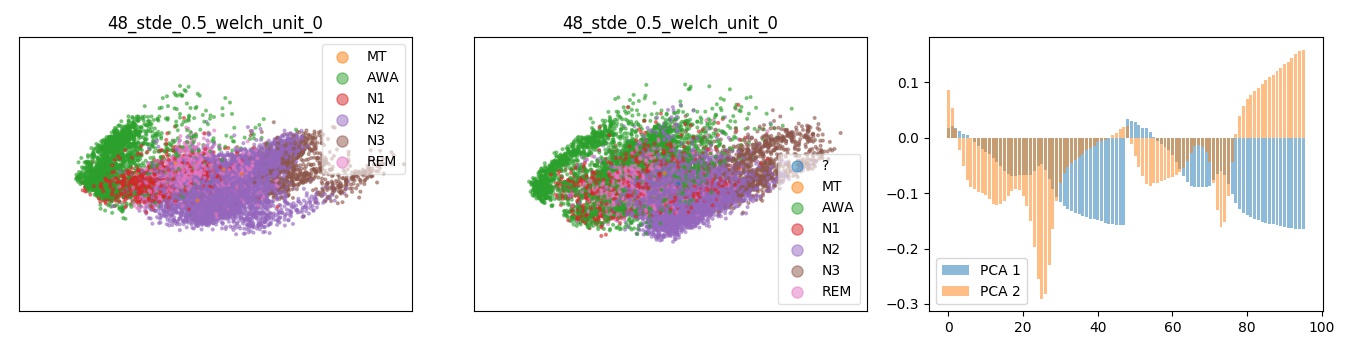 48_stde_0.5_welch_unit_0
MT
AWA
N1
N2
N3
REM
48_stde_0.5_welch_unit_0
?
MT
AWA
N1
N2
N3
REM
0.1
0.0
−0.1
−0.2
−0.3
PCA 1
PCA 2
0
20
40
60
80
100